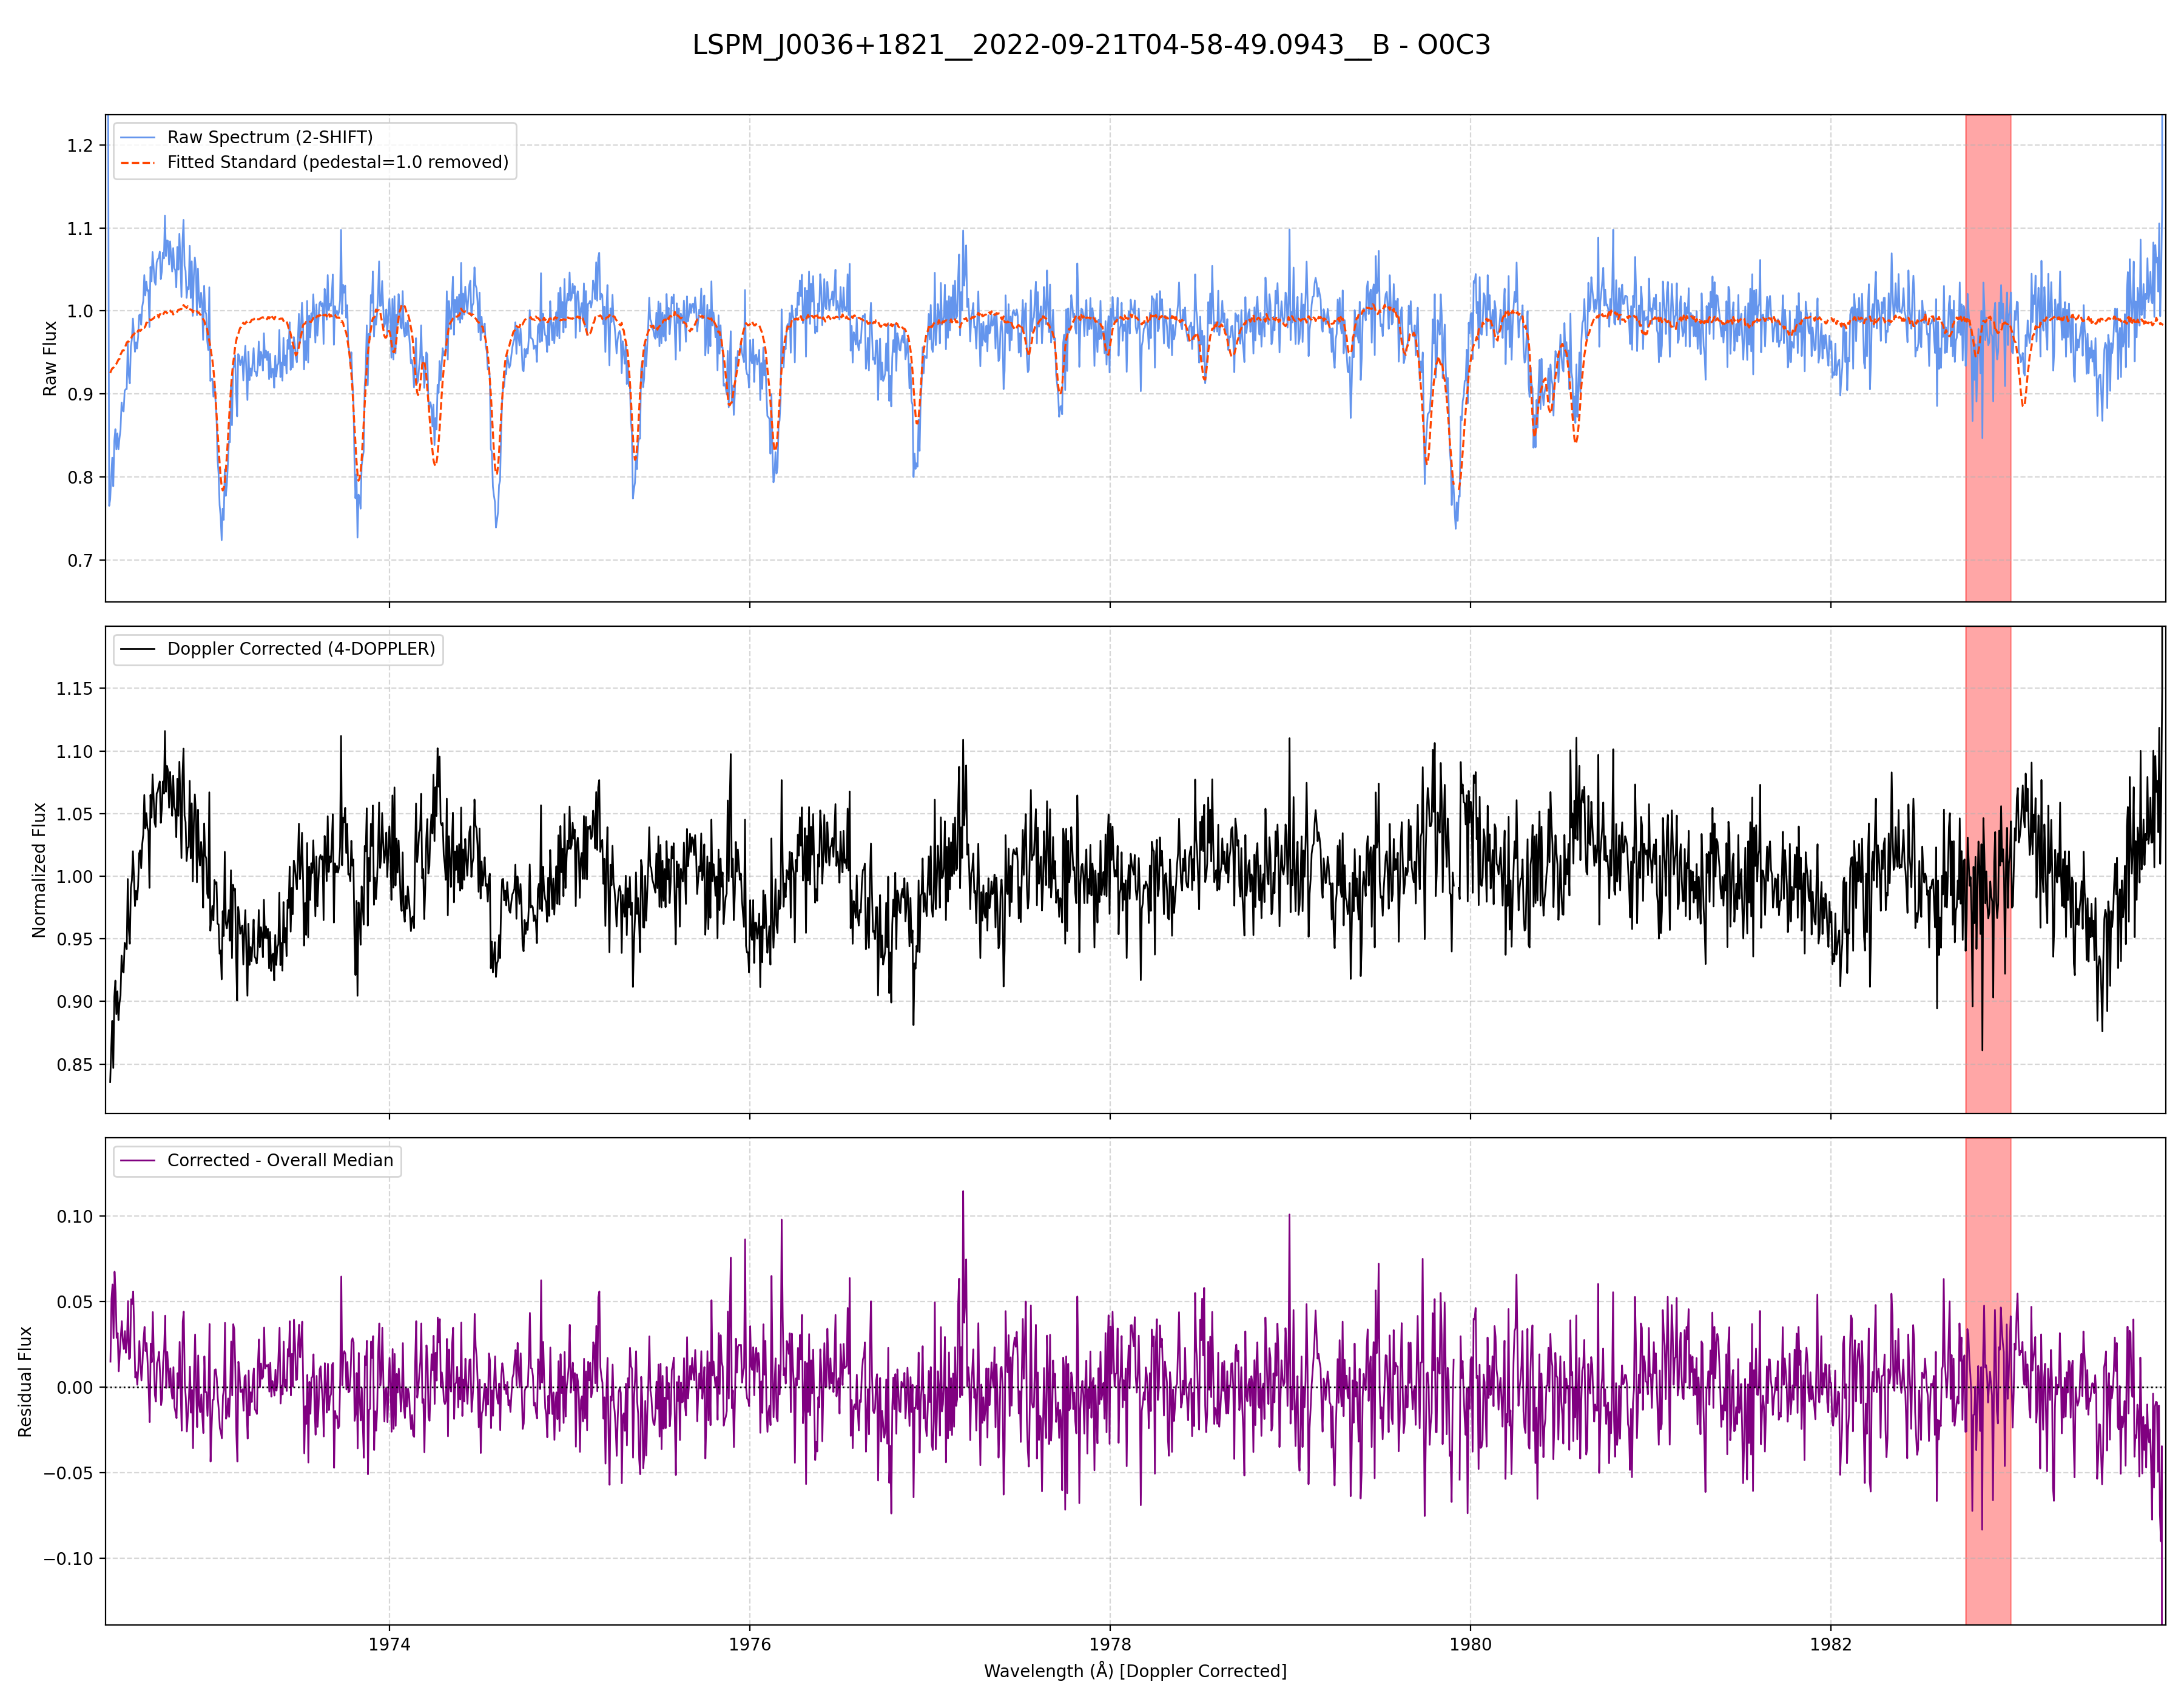 LSPM_J0036+1821__2022-09-21T04-58-49.0943__B - O0C3
Raw Spectrum (2-SHIFT)
Fitted Standard (pedestal=1.0 removed)
Raw Flux
1.2
1.1
1.0
0.9
0.8
0.7
Doppler Corrected (4-DOPPLER)
Normalized Flux
1.15
1.10
1.05
1.00
0.95
0.90
0.85
Corrected - Overall Median
Residual Flux
0.10
0.05
0.00
−0.05
−0.10
1974 1976 1978 1980 1982
Wavelength (Å) [Doppler Corrected]